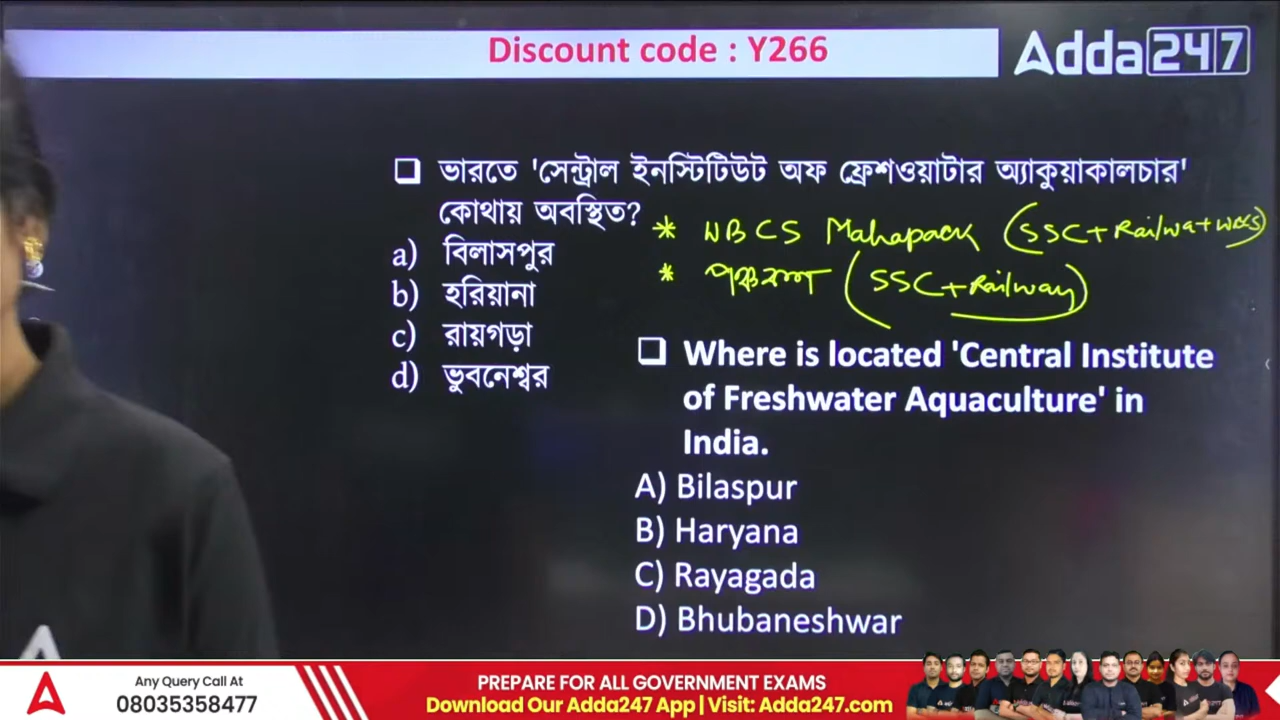 Discount code : Y266
Adda247
ভারতে 'সেন্ট্রাল ইনস্টিটিউট অফ ফ্রেশওয়াটার অ্যাকুয়াকালচার'
কোথায় অবস্থিত?
a) বিলাসপুর
b) হরিয়ানা
c) রায়গড়া
d) ভুবনেশ্বর
* WBCS Mahapack (SSC+Railwa+WBCS)
* (SSC+Railway)
Where is located 'Central Institute
of Freshwater Aquaculture' in
India.
A) Bilaspur
B) Haryana
C) Rayagada
D) Bhubaneshwar
Any Query Call At
08035358477
PREPARE FOR ALL GOVERNMENT EXAMS
Download Our Adda247 App | Visit: Adda247.com